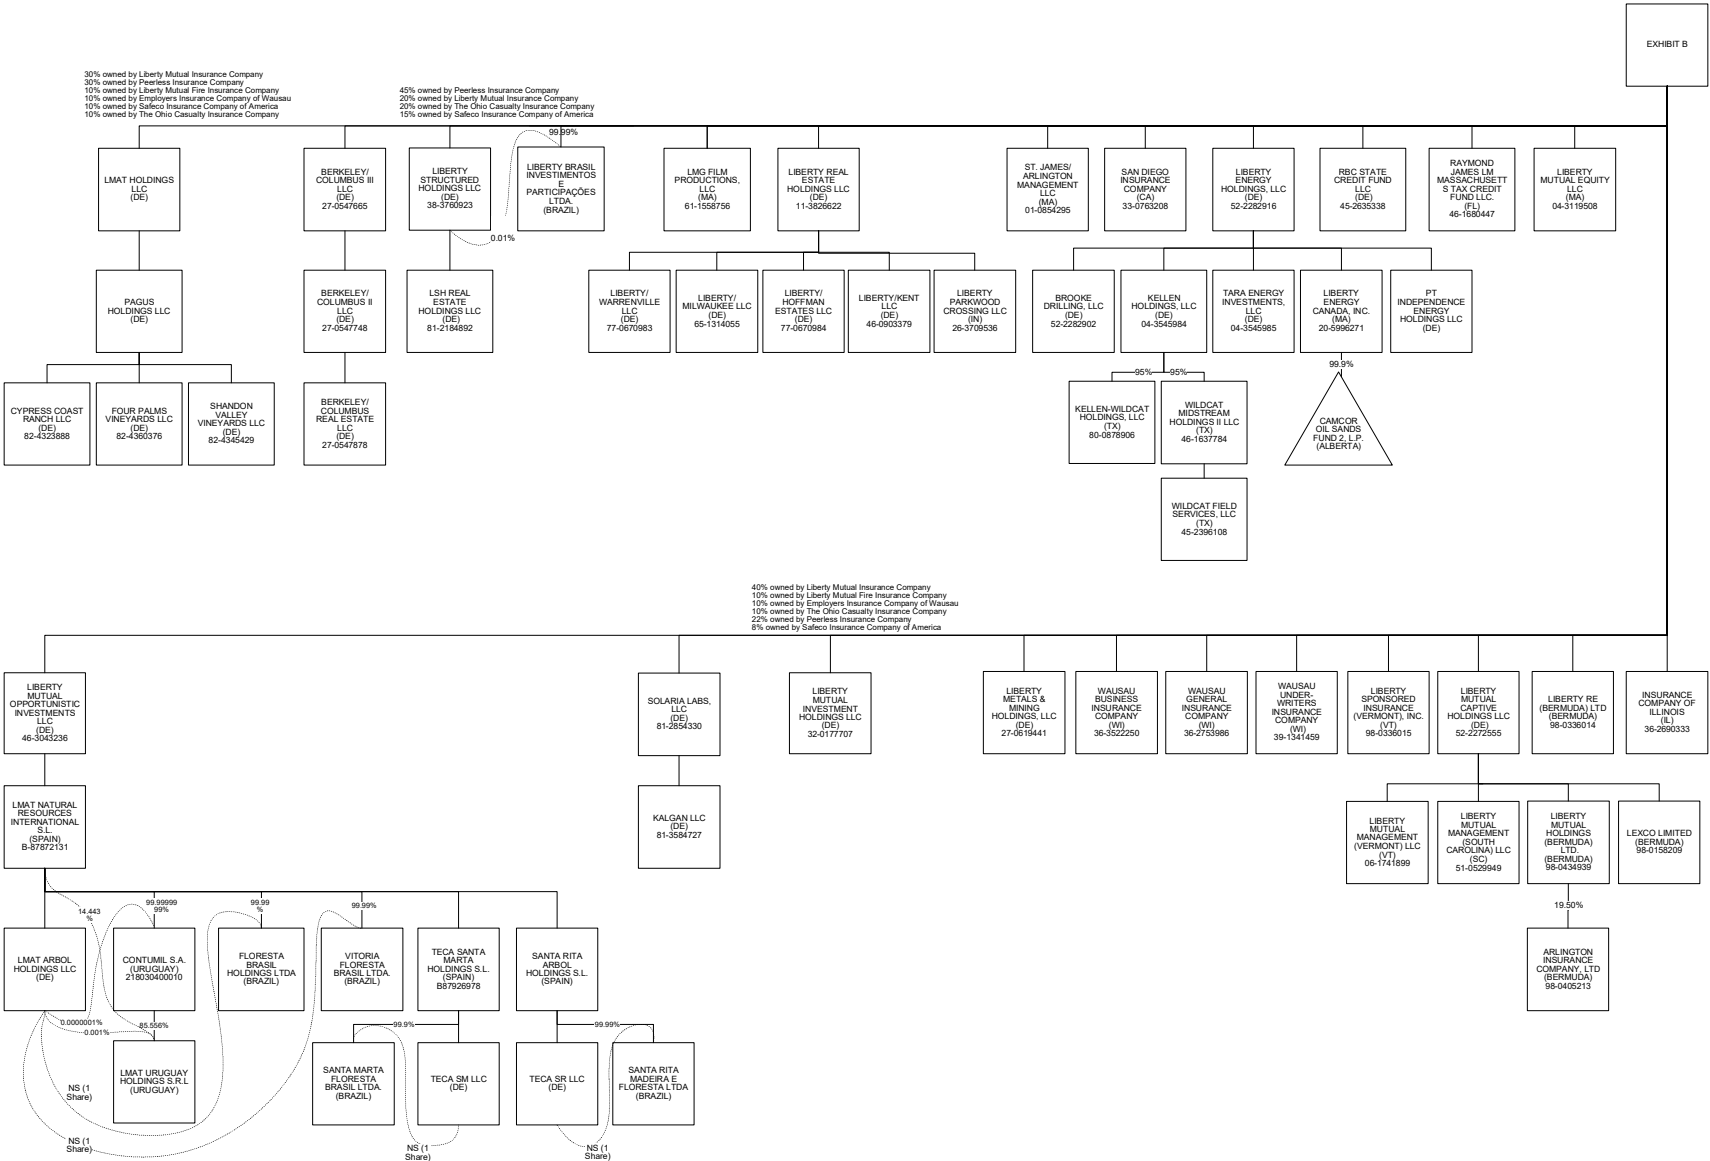 EXHIBIT B
30% owned by Liberty Mutual Insurance Company
30% owned by Peerless Insurance Company
10% owned by Liberty Mutual Fire Insurance Company
10% owned by Employers Insurance Company of Wausau
10% owned by Safeco Insurance Company of America
10% owned by The Ohio Casualty Insurance Company
45% owned by Peerless Insurance Company
20% owned by Liberty Mutual Insurance Company
20% owned by The Ohio Casualty Insurance Company
15% owned by Safeco Insurance Company of America
99.99%
LMAT HOLDINGS
LLC
(DE)
BERKELEY/
COLUMBUS III
LLC
(DE)
27-0547665
LIBERTY
STRUCTURED
HOLDINGS LLC
(DE)
38-3760923
LIBERTY BRASIL
INVESTIMENTOS
E
PARTICIPAÇÕES
LTDA.
(BRAZIL)
LMG FILM
PRODUCTIONS,
LLC
(MA)
61-1558756
LIBERTY REAL
ESTATE
HOLDINGS LLC
(DE)
11-3826622
ST. JAMES/
ARLINGTON
MANAGEMENT
LLC
(MA)
01-0854295
SAN DIEGO
INSURANCE
COMPANY
(CA)
33-0763208
LIBERTY
ENERGY
HOLDINGS, LLC
(DE)
52-2282916
RBC STATE
CREDIT FUND
LLC
(DE)
45-2635338
RAYMOND
JAMES LM
MASSACHUSETT
S TAX CREDIT
FUND LLC.
(FL)
46-1680447
LIBERTY
MUTUAL EQUITY
LLC
(MA)
04-3119508
0.01%
PAGUS
HOLDINGS LLC
(DE)
BERKELEY/
COLUMBUS II
LLC
(DE)
27-0547748
LSH REAL
ESTATE
HOLDINGS LLC
(DE)
81-2184892
LIBERTY/
WARRENVILLE
LLC
(DE)
77-0670983
LIBERTY/
MILWAUKEE LLC
(DE)
65-1314055
LIBERTY/
HOFFMAN
ESTATES LLC
(DE)
77-0670984
LIBERTY/KENT
LLC
(DE)
46-0903379
LIBERTY
PARKWOOD
CROSSING LLC
(IN)
26-3709536
BROOKE
DRILLING, LLC
(DE)
52-2282902
KELLEN
HOLDINGS, LLC
(DE)
04-3545984
TARA ENERGY
INVESTMENTS,
LLC
(DE)
04-3545985
LIBERTY
ENERGY
CANADA, INC.
(MA)
20-5996271
PT
INDEPENDENCE
ENERGY
HOLDINGS LLC
(DE)
95%
95%
99.9%
CYPRESS COAST
RANCH LLC
(DE)
82-4323888
FOUR PALMS
VINEYARDS LLC
(DE)
82-4360376
SHANDON
VALLEY
VINEYARDS LLC
(DE)
82-4345429
BERKELEY/
COLUMBUS
REAL ESTATE
LLC
(DE)
27-0547878
KELLEN-WILDCAT
HOLDINGS, LLC
(TX)
80-0878906
WILDCAT
MIDSTREAM
HOLDINGS II LLC
(TX)
46-1637784
CAMCOR
OIL SANDS
FUND 2, L.P.
(ALBERTA)
WILDCAT FIELD
SERVICES, LLC
(TX)
45-2396108
40% owned by Liberty Mutual Insurance Company
10% owned by Liberty Mutual Fire Insurance Company
10% owned by Employers Insurance Company of Wausau
10% owned by The Ohio Casualty Insurance Company
22% owned by Peerless Insurance Company
8% owned by Safeco Insurance Company of America
LIBERTY
MUTUAL
OPPORTUNISTIC
INVESTMENTS
LLC
(DE)
46-3043236
SOLARIA LABS,
LLC
(DE)
81-2854330
LIBERTY
MUTUAL
INVESTMENT
HOLDINGS LLC
(DE)
32-0177707
LIBERTY
METALS &
MINING
HOLDINGS, LLC
(DE)
27-0619441
WAUSAU
BUSINESS
INSURANCE
COMPANY
(WI)
36-3522250
WAUSAU
GENERAL
INSURANCE
COMPANY
(WI)
36-2753986
WAUSAU
UNDER-
WRITERS
INSURANCE
COMPANY
(WI)
39-1341459
LIBERTY
SPONSORED
INSURANCE
(VERMONT), INC.
(VT)
98-0336015
LIBERTY
MUTUAL
CAPTIVE
HOLDINGS LLC
(DE)
52-2272555
LIBERTY RE
(BERMUDA) LTD
(BERMUDA)
98-0336014
INSURANCE
COMPANY OF
ILLINOIS
(IL)
36-2690333
LMAT NATURAL
RESOURCES
INTERNATIONAL
S.L.
(SPAIN)
B-87872131
KALGAN LLC
(DE)
81-3584727
LIBERTY
MUTUAL
MANAGEMENT
(VERMONT) LLC
(VT)
06-1741899
LIBERTY
MUTUAL
MANAGEMENT
(SOUTH
CAROLINA) LLC
(SC)
51-0529949
LIBERTY
MUTUAL
HOLDINGS
(BERMUDA)
LTD.
(BERMUDA)
98-0434939
LEXCO LIMITED
(BERMUDA)
98-0158209
14.443
%
99.99999
99%
99.99
%
99.99%
19.50%
LMAT ARBOL
HOLDINGS LLC
(DE)
CONTUMIL S.A.
(URUGUAY)
218030400010
FLORESTA
BRASIL
HOLDINGS LTDA
(BRAZIL)
VITORIA
FLORESTA
BRASIL LTDA.
(BRAZIL)
TECA SANTA
MARTA
HOLDINGS S.L.
(SPAIN)
B87926978
SANTA RITA
ARBOL
HOLDINGS S.L.
(SPAIN)
ARLINGTON
INSURANCE
COMPANY, LTD
(BERMUDA)
98-0405213
0.0000001%
0.001%
85.556%
99.9%
99.99%
LMAT URUGUAY
HOLDINGS S.R.L
(URUGUAY)
SANTA MARTA
FLORESTA
BRASIL LTDA.
(BRAZIL)
TECA SM LLC
(DE)
TECA SR LLC
(DE)
SANTA RITA
MADEIRA E
FLORESTA LTDA
(BRAZIL)
NS (1
Share)
NS (1
Share)
NS (1
Share)
NS (1
Share)